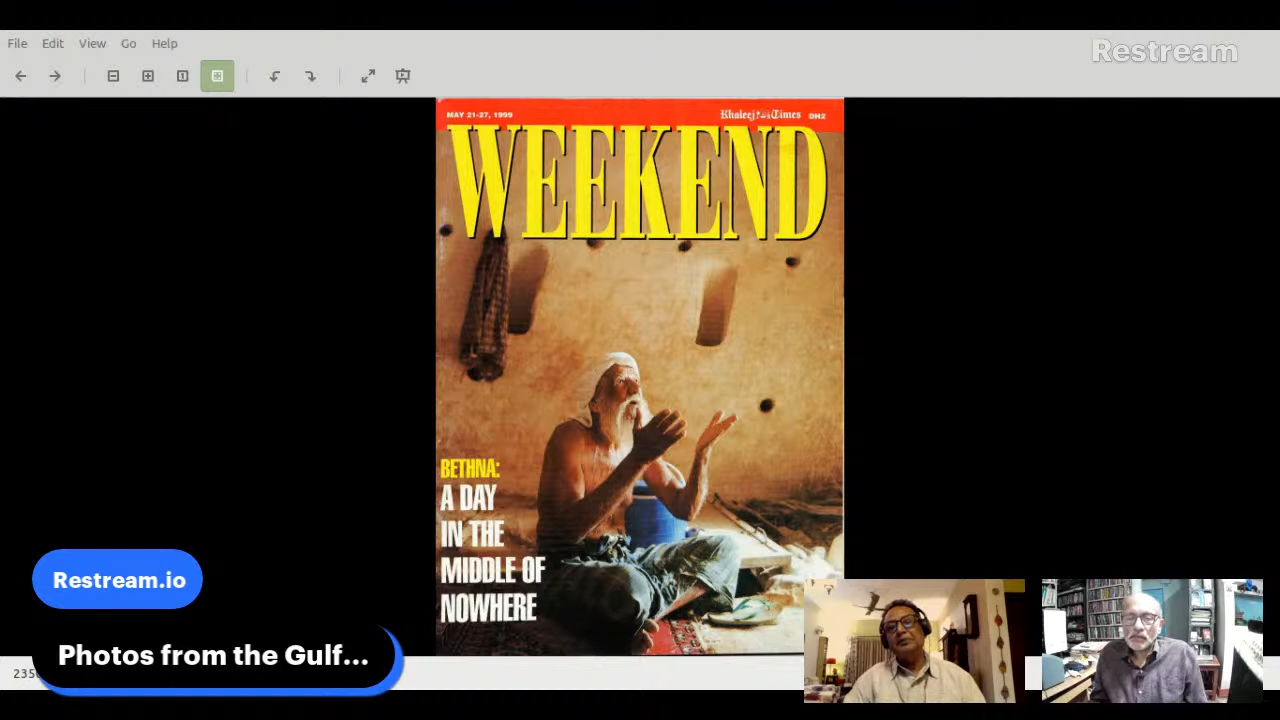 File Edit View Go Help
Restream
MAY 21-27, 1999 Khaleej Times DH2
WEEKEND
BETHNA:
A DAY
IN THE
MIDDLE OF
NOWHERE
Restream.io
Photos from the Gulf...